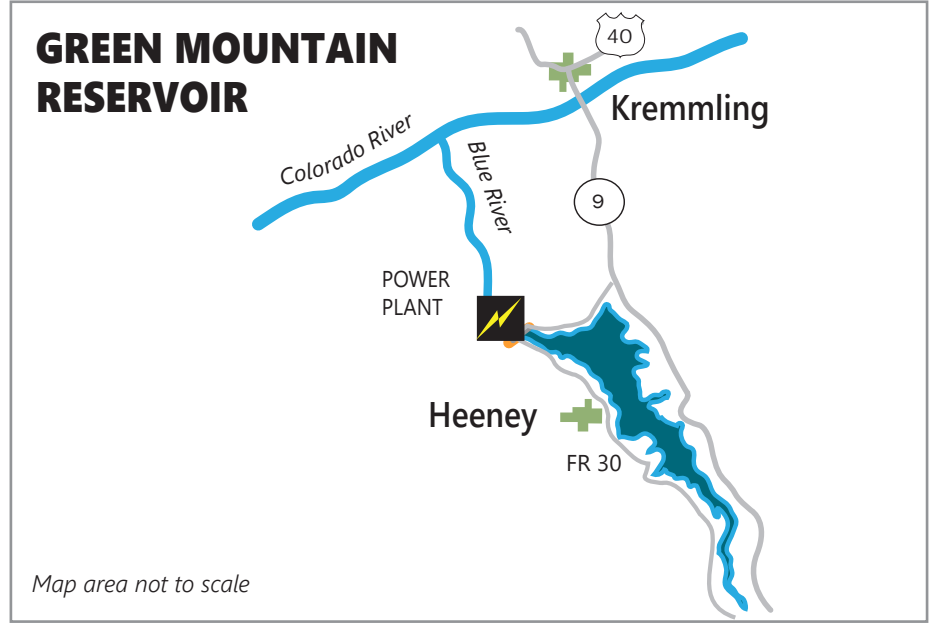 GREEN MOUNTAIN
RESERVOIR
40
Kremmling
Colorado River
Blue River
9
POWER
PLANT
Heeney
FR 30
Map area not to scale